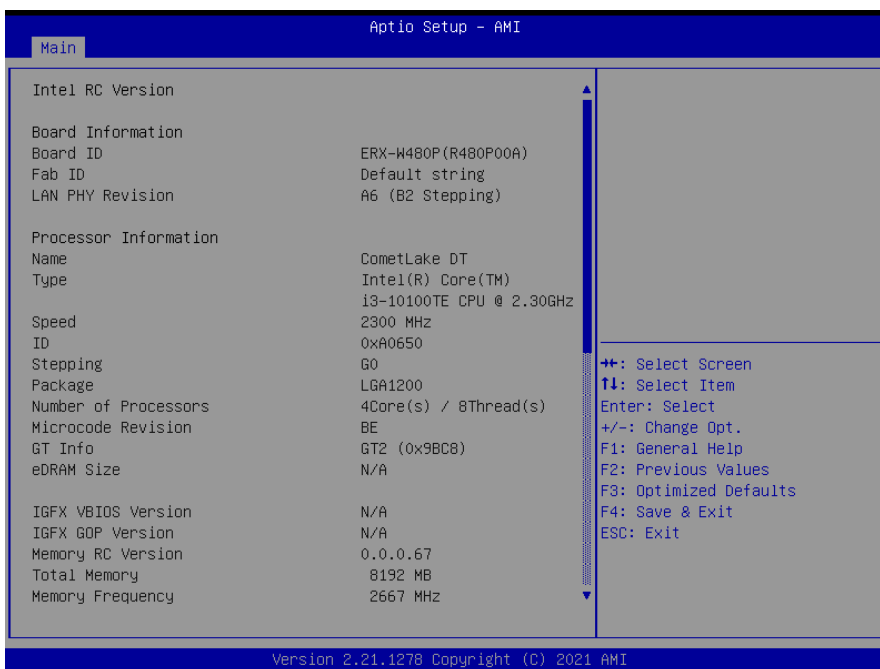 Aptio Setup – AMI
Main
Intel RC Version
Board Information
Board ID ERX-W480P(R480P00A)
Fab ID Default string
LAN PHY Revision A6 (B2 Stepping)
Processor Information
Name CometLake DT
Type Intel(R) Core(TM)
i3-10100TE CPU @ 2.30GHz
Speed 2300 MHz
ID 0xA0650
Stepping G0
Package LGA1200
Number of Processors 4Core(s) / 8Thread(s)
Microcode Revision BE
GT Info GT2 (0x9BC8)
eDRAM Size N/A
IGFX VBIOS Version N/A
IGFX GOP Version N/A
Memory RC Version 0.0.0.67
Total Memory 8192 MB
Memory Frequency 2667 MHz
→←: Select Screen
↑↓: Select Item
Enter: Select
+/-: Change Opt.
F1: General Help
F2: Previous Values
F3: Optimized Defaults
F4: Save & Exit
ESC: Exit
Version 2.21.1278 Copyright (C) 2021 AMI